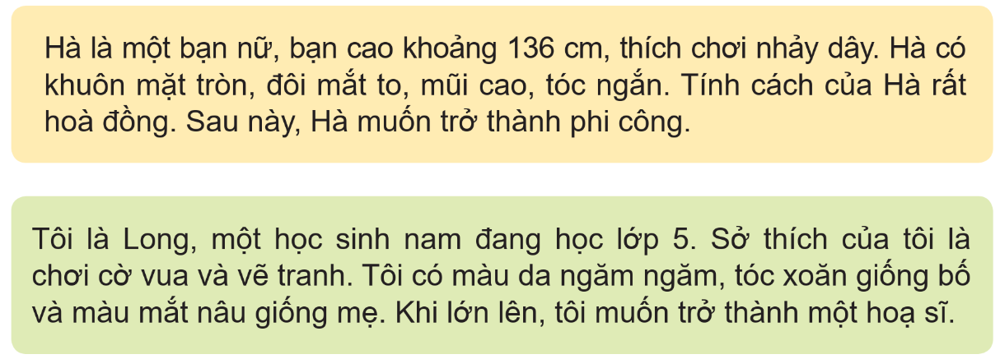 Hà là một bạn nữ, bạn cao khoảng 136 cm, thích chơi nhảy dây. Hà có
khuôn mặt tròn, đôi mắt to, mũi cao, tóc ngắn. Tính cách của Hà rất
hoà đồng. Sau này, Hà muốn trở thành phi công.
Tôi là Long, một học sinh nam đang học lớp 5. Sở thích của tôi là
chơi cờ vua và vẽ tranh. Tôi có màu da ngăm ngăm, tóc xoăn giống bố
và màu mắt nâu giống mẹ. Khi lớn lên, tôi muốn trở thành một hoạ sĩ.